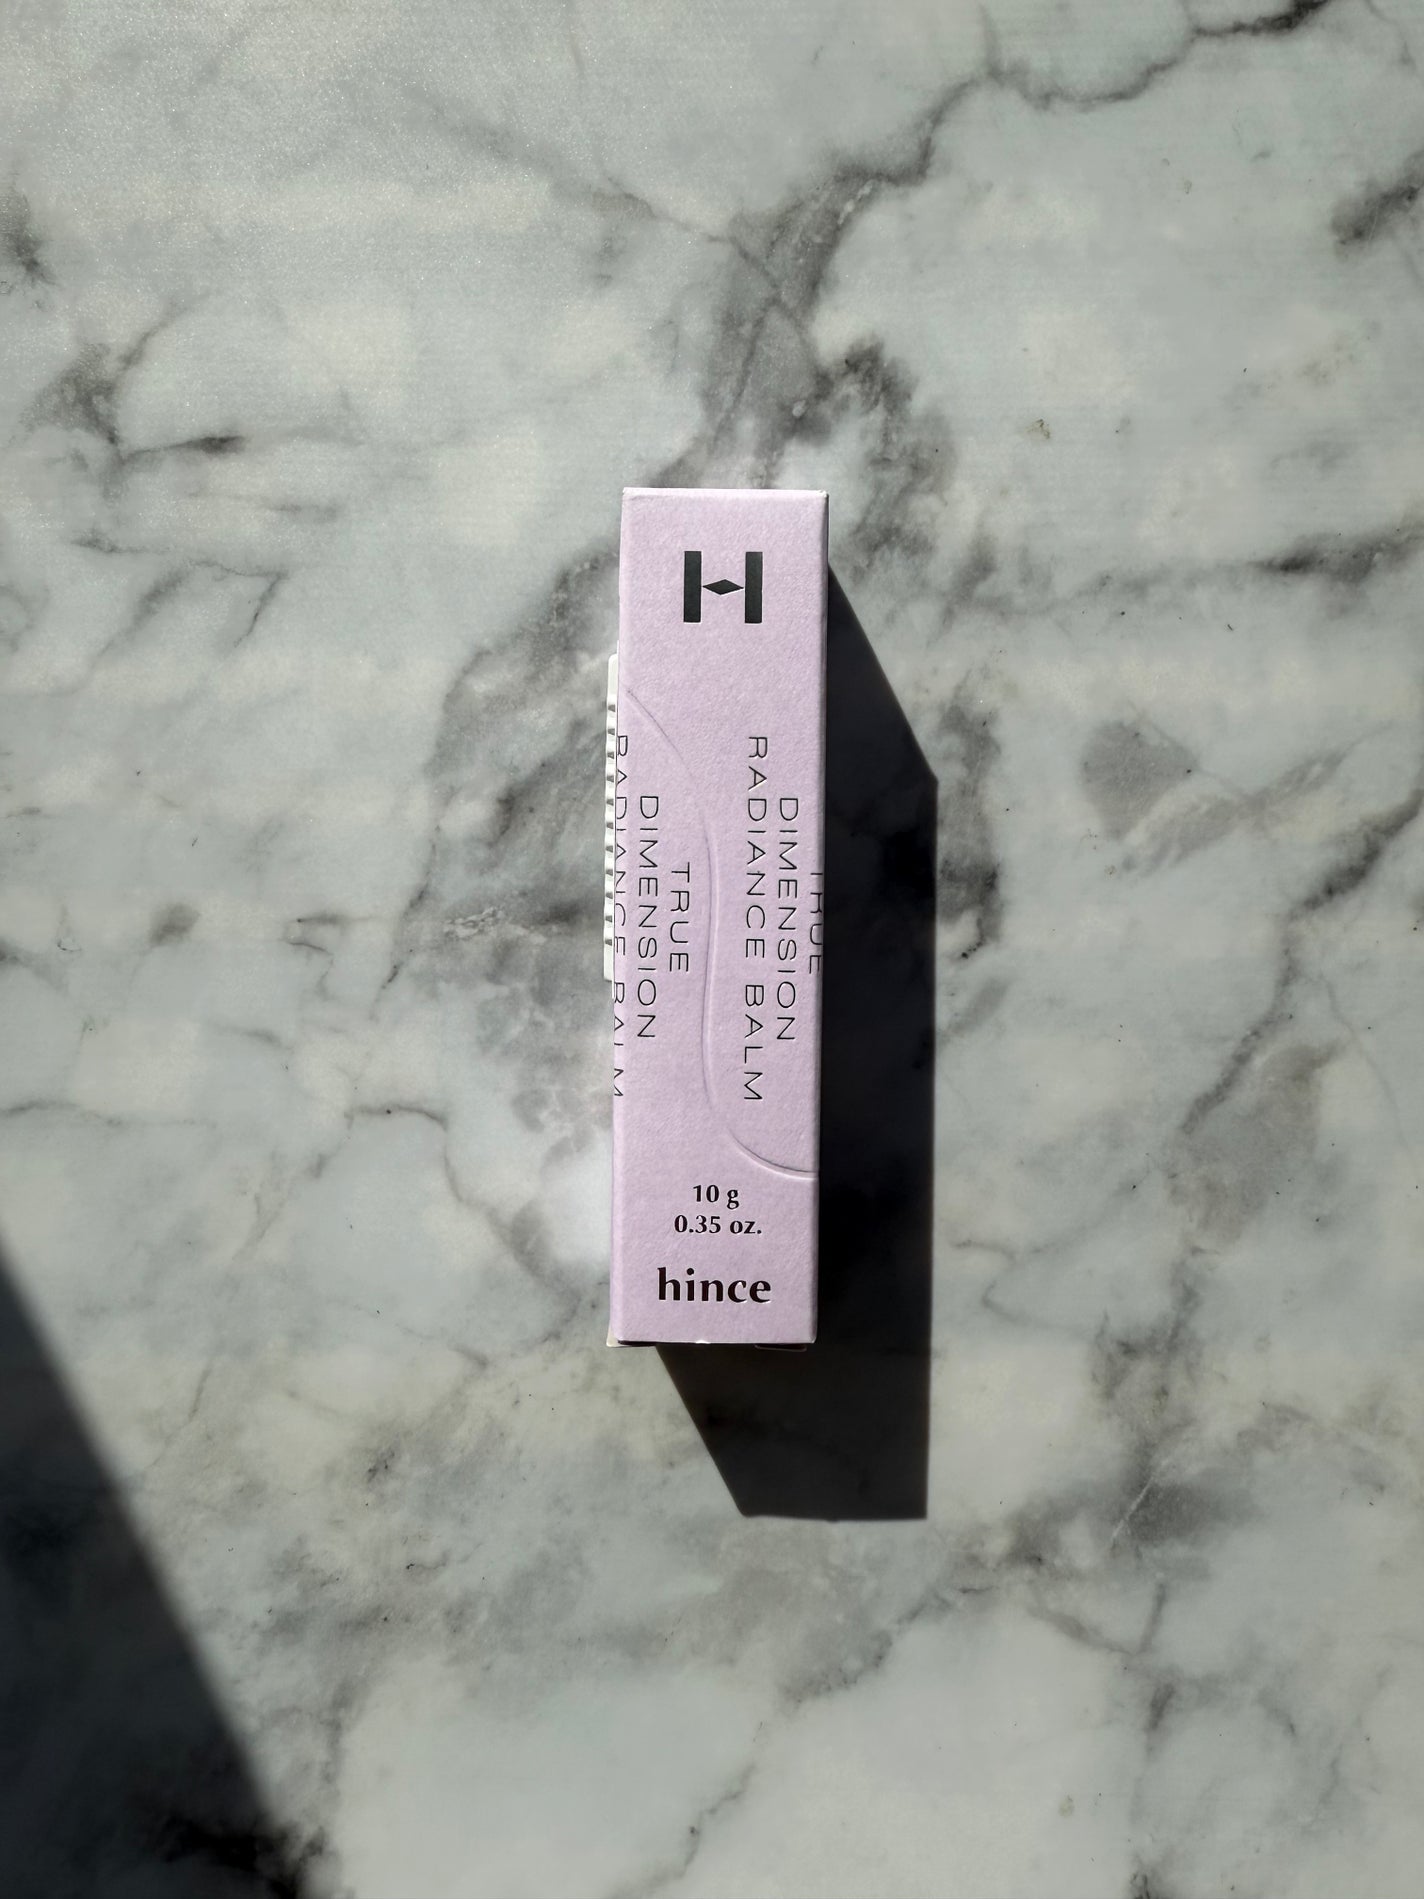 H
TRUE
DIMENSION
RADIANCE BALM
TRUE
DIMENSION
RADIANCE BALM
10 g
0.35 oz.
hince